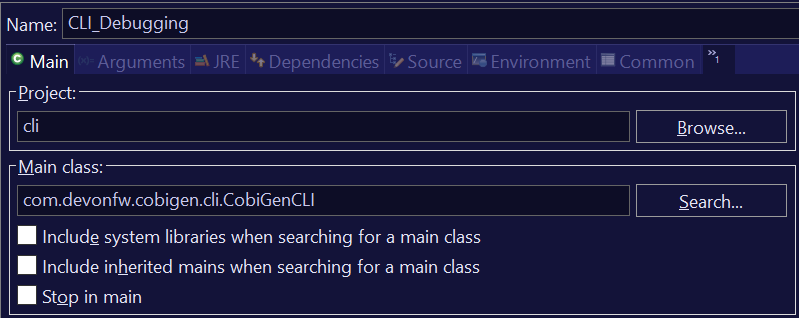 Name: CLI_Debugging
Main Arguments JRE Dependencies Source Environment Common »1
Project:
cli Browse...
Main class:
com.devonfw.cobigen.cli.CobiGenCLI Search...
Include system libraries when searching for a main class
Include inherited mains when searching for a main class
Stop in main